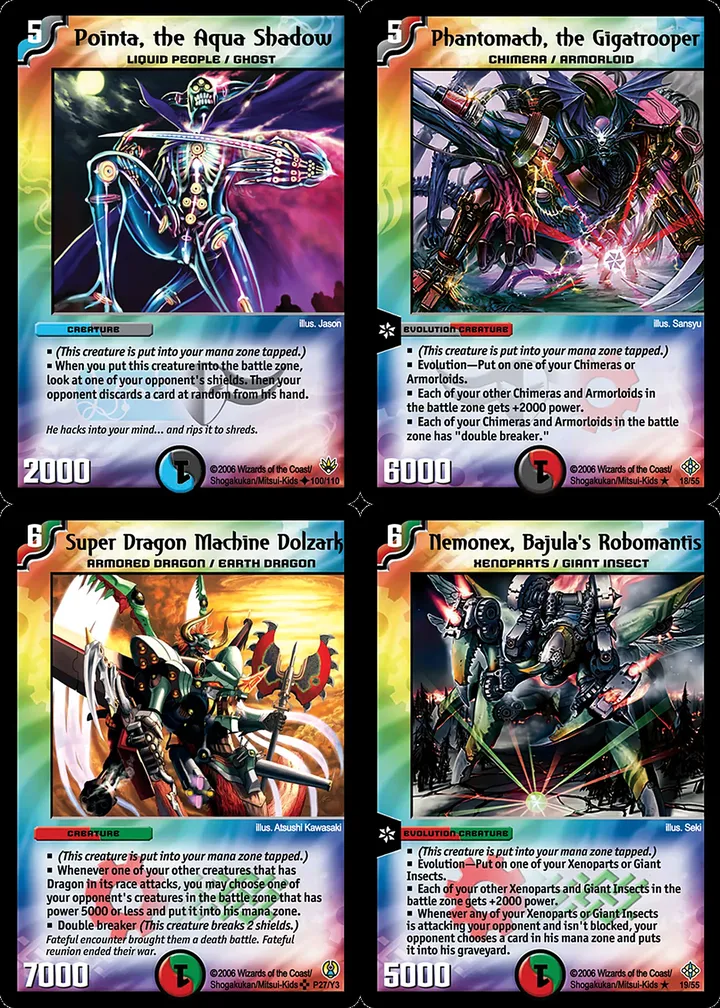 5
Pointa, the Aqua Shadow
LIQUID PEOPLE / GHOST
CREATURE
illus. Jason
▪ (This creature is put into your mana zone tapped.)
▪ When you put this creature into the battle zone,
look at one of your opponent's shields. Then your
opponent discards a card at random from his hand.
He hacks into your mind... and rips it to shreds.
2000
1
©2006 Wizards of the Coast/
Shogakukan/Mitsui-Kids 100/110
5
Phantomach, the Gigatrooper
CHIMERA / ARMORLOID
EVOLUTION CREATURE
illus. Sansyu
▪ (This creature is put into your mana zone tapped.)
▪ Evolution—Put on one of your Chimeras or
Armorloids.
▪ Each of your other Chimeras and Armorloids in
the battle zone gets +2000 power.
▪ Each of your Chimeras and Armorloids in the battle
zone has "double breaker."
6000
1
©2006 Wizards of the Coast/
Shogakukan/Mitsui-Kids ★ 18/55
6
Super Dragon Machine Dolzark
ARMORED DRAGON / EARTH DRAGON
CREATURE
illus. Atsushi Kawasaki
▪ (This creature is put into your mana zone tapped.)
▪ Whenever one of your other creatures that has
Dragon in its race attacks, you may choose one of
your opponent's creatures in the battle zone that has
power 5000 or less and put it into his mana zone.
▪ Double breaker (This creature breaks 2 shields.)
Fateful encounter brought them a death battle. Fateful
reunion ended their war.
7000
1
©2006 Wizards of the Coast/
Shogakukan/Mitsui-Kids P27/Y3
6
Nemonex, Bajula's Robomantis
XENOPARTS / GIANT INSECT
EVOLUTION CREATURE
illus. Seki
▪ (This creature is put into your mana zone tapped.)
▪ Evolution—Put on one of your Xenoparts or Giant
Insects.
▪ Each of your other Xenoparts and Giant Insects in the
battle zone gets +2000 power.
▪ Whenever any of your Xenoparts or Giant Insects
is attacking your opponent and isn't blocked, your
opponent chooses a card in his mana zone and puts
it into his graveyard.
5000
1
©2006 Wizards of the Coast/
Shogakukan/Mitsui-Kids ★ 19/55